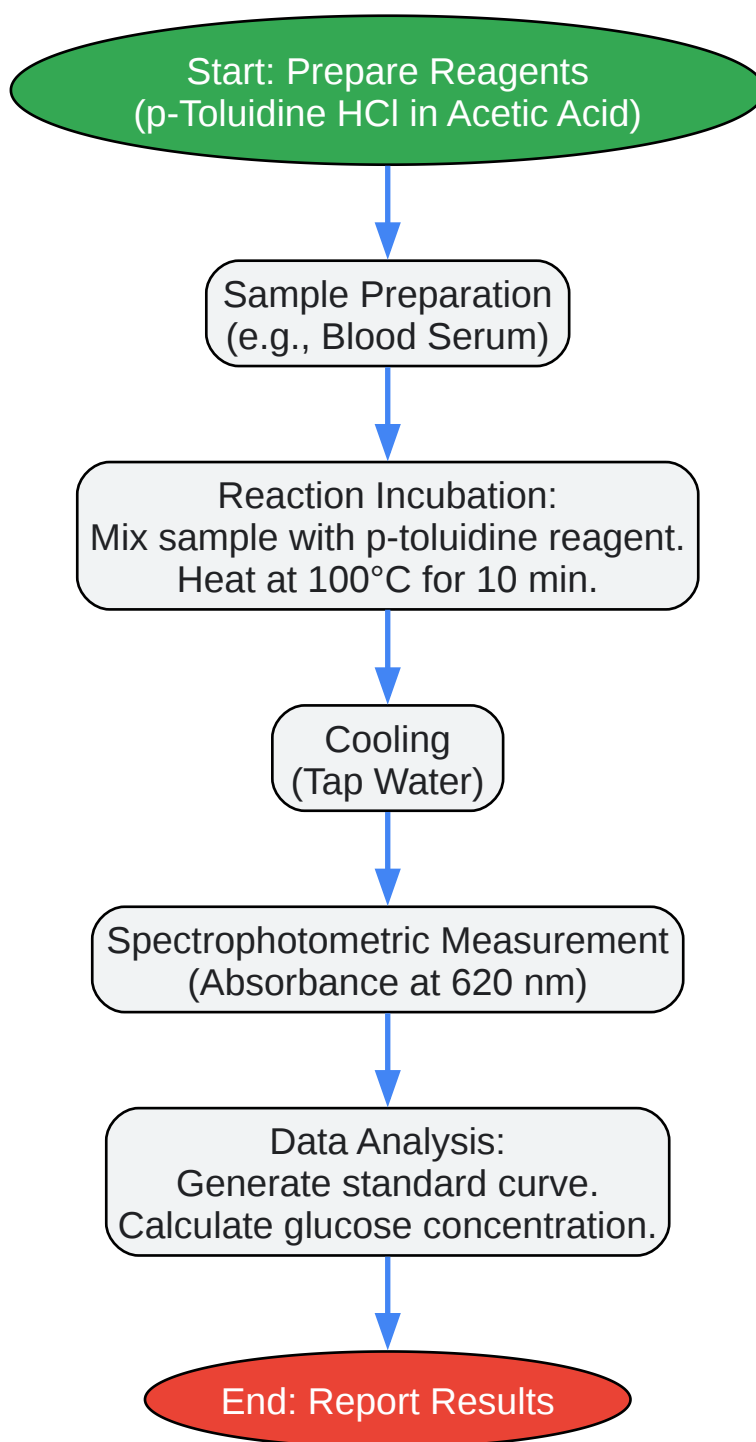 Start: Prepare Reagents
(p-Toluidine HCl in Acetic Acid)
Sample Preparation
(e.g., Blood Serum)
Reaction Incubation:
Mix sample with p-toluidine reagent.
Heat at 100°C for 10 min.
Cooling
(Tap Water)
Spectrophotometric Measurement
(Absorbance at 620 nm)
Data Analysis:
Generate standard curve.
Calculate glucose concentration.
End: Report Results